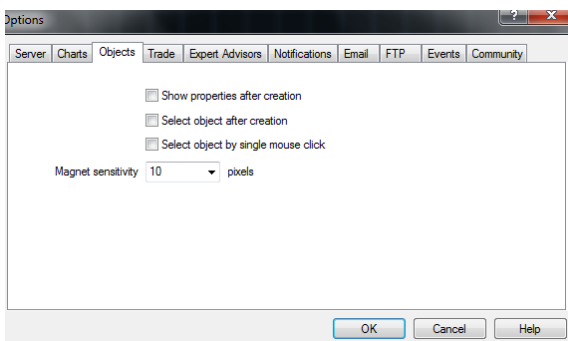 Options
Server Charts Objects Trade Expert Advisors Notifications Email FTP Events Community
Show properties after creation
Select object after creation
Select object by single mouse click
Magnet sensitivity 10 pixels
OK Cancel Help